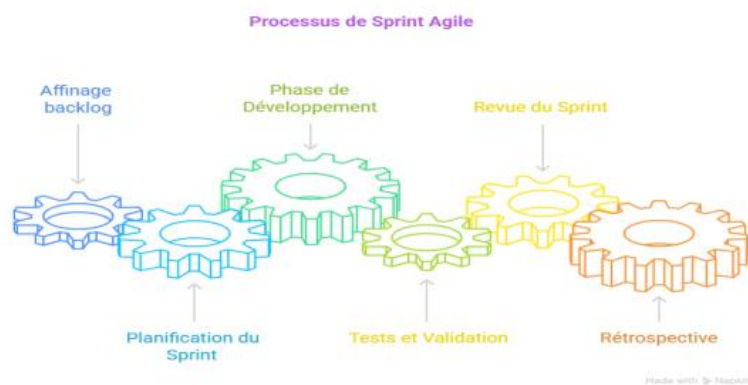 Processus de Sprint Agile
Affinage
backlog
Phase de
Développement
Revue du Sprint
Planification du
Sprint
Tests et Validation
Rétrospective
Made with